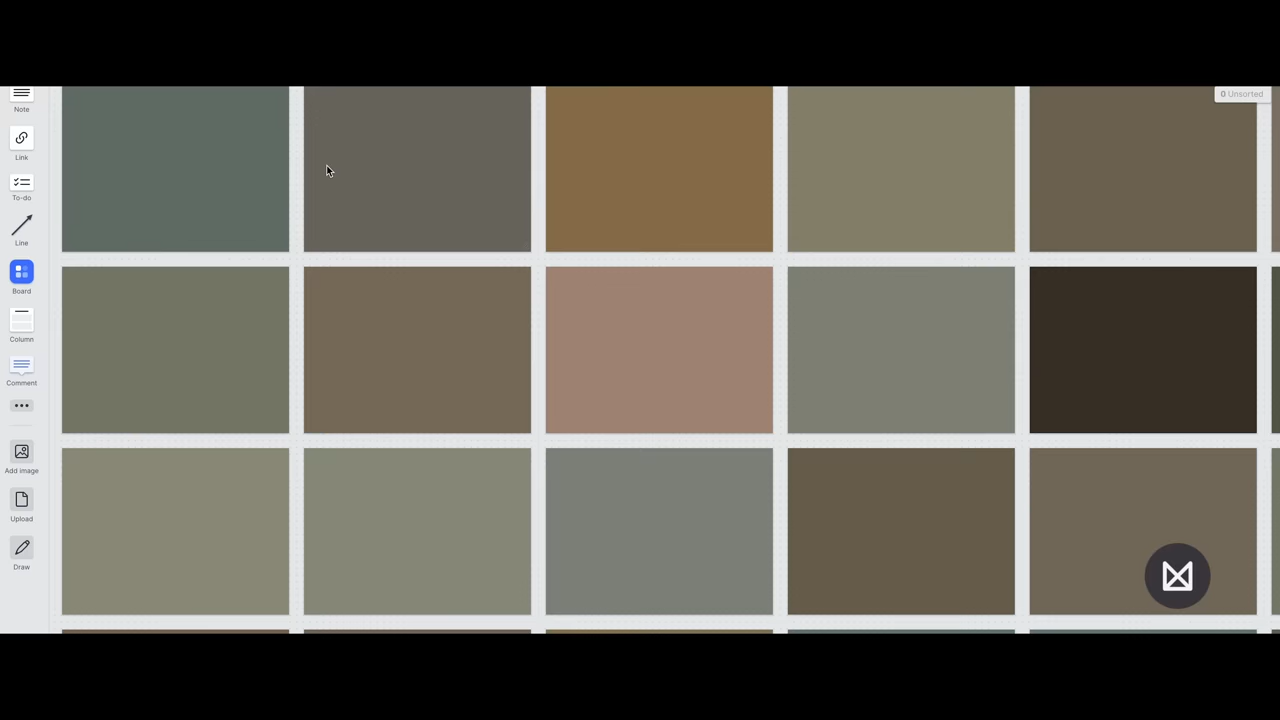 Note
0 Unsorted
Link
To-do
Line
Board
Column
Comment
Add image
Upload
Draw